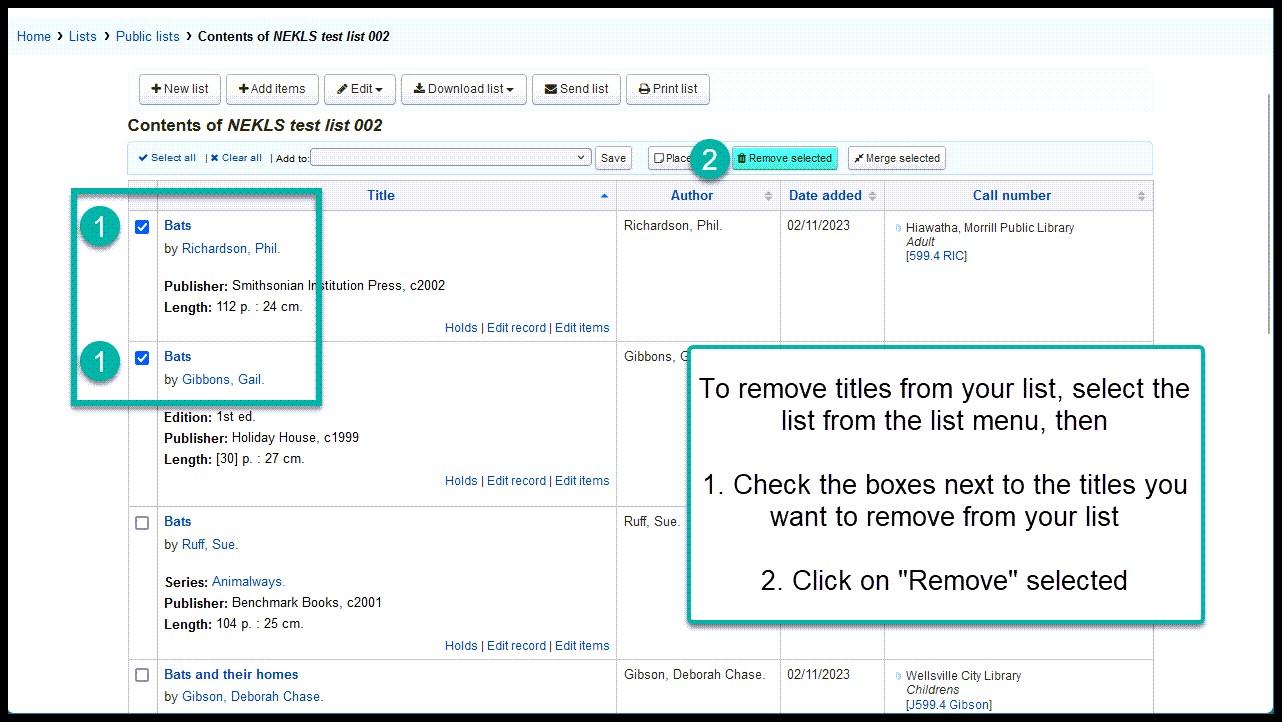 Home › Lists › Public lists › Contents of NEKLS test list 002
New list Add items Edit Download list Send list Print list
Contents of NEKLS test list 002
Select all | Clear all | Add to: Save Place 2 Remove selected Merge selected
Title Author Date added Call number
1 Bats
by Richardson, Phil.
Publisher: Smithsonian Institution Press, c2002
Length: 112 p. : 24 cm.
Holds | Edit record | Edit items
Richardson, Phil.
02/11/2023
Hiawatha, Morrill Public Library
Adult
[599.4 RIC]
1 Bats
by Gibbons, Gail.
Edition: 1st ed.
Publisher: Holiday House, c1999
Length: [30] p. : 27 cm.
Holds | Edit record | Edit items
Gibbons, G
To remove titles from your list, select the
list from the list menu, then
1. Check the boxes next to the titles you
want to remove from your list
2. Click on "Remove" selected
Bats
by Ruff, Sue.
Series: Animalways.
Publisher: Benchmark Books, c2001
Length: 104 p. : 25 cm.
Holds | Edit record | Edit items
Ruff, Sue.
Bats and their homes
by Gibson, Deborah Chase.
Gibson, Deborah Chase.
02/11/2023
Wellsville City Library
Childrens
[J599.4 Gibson]